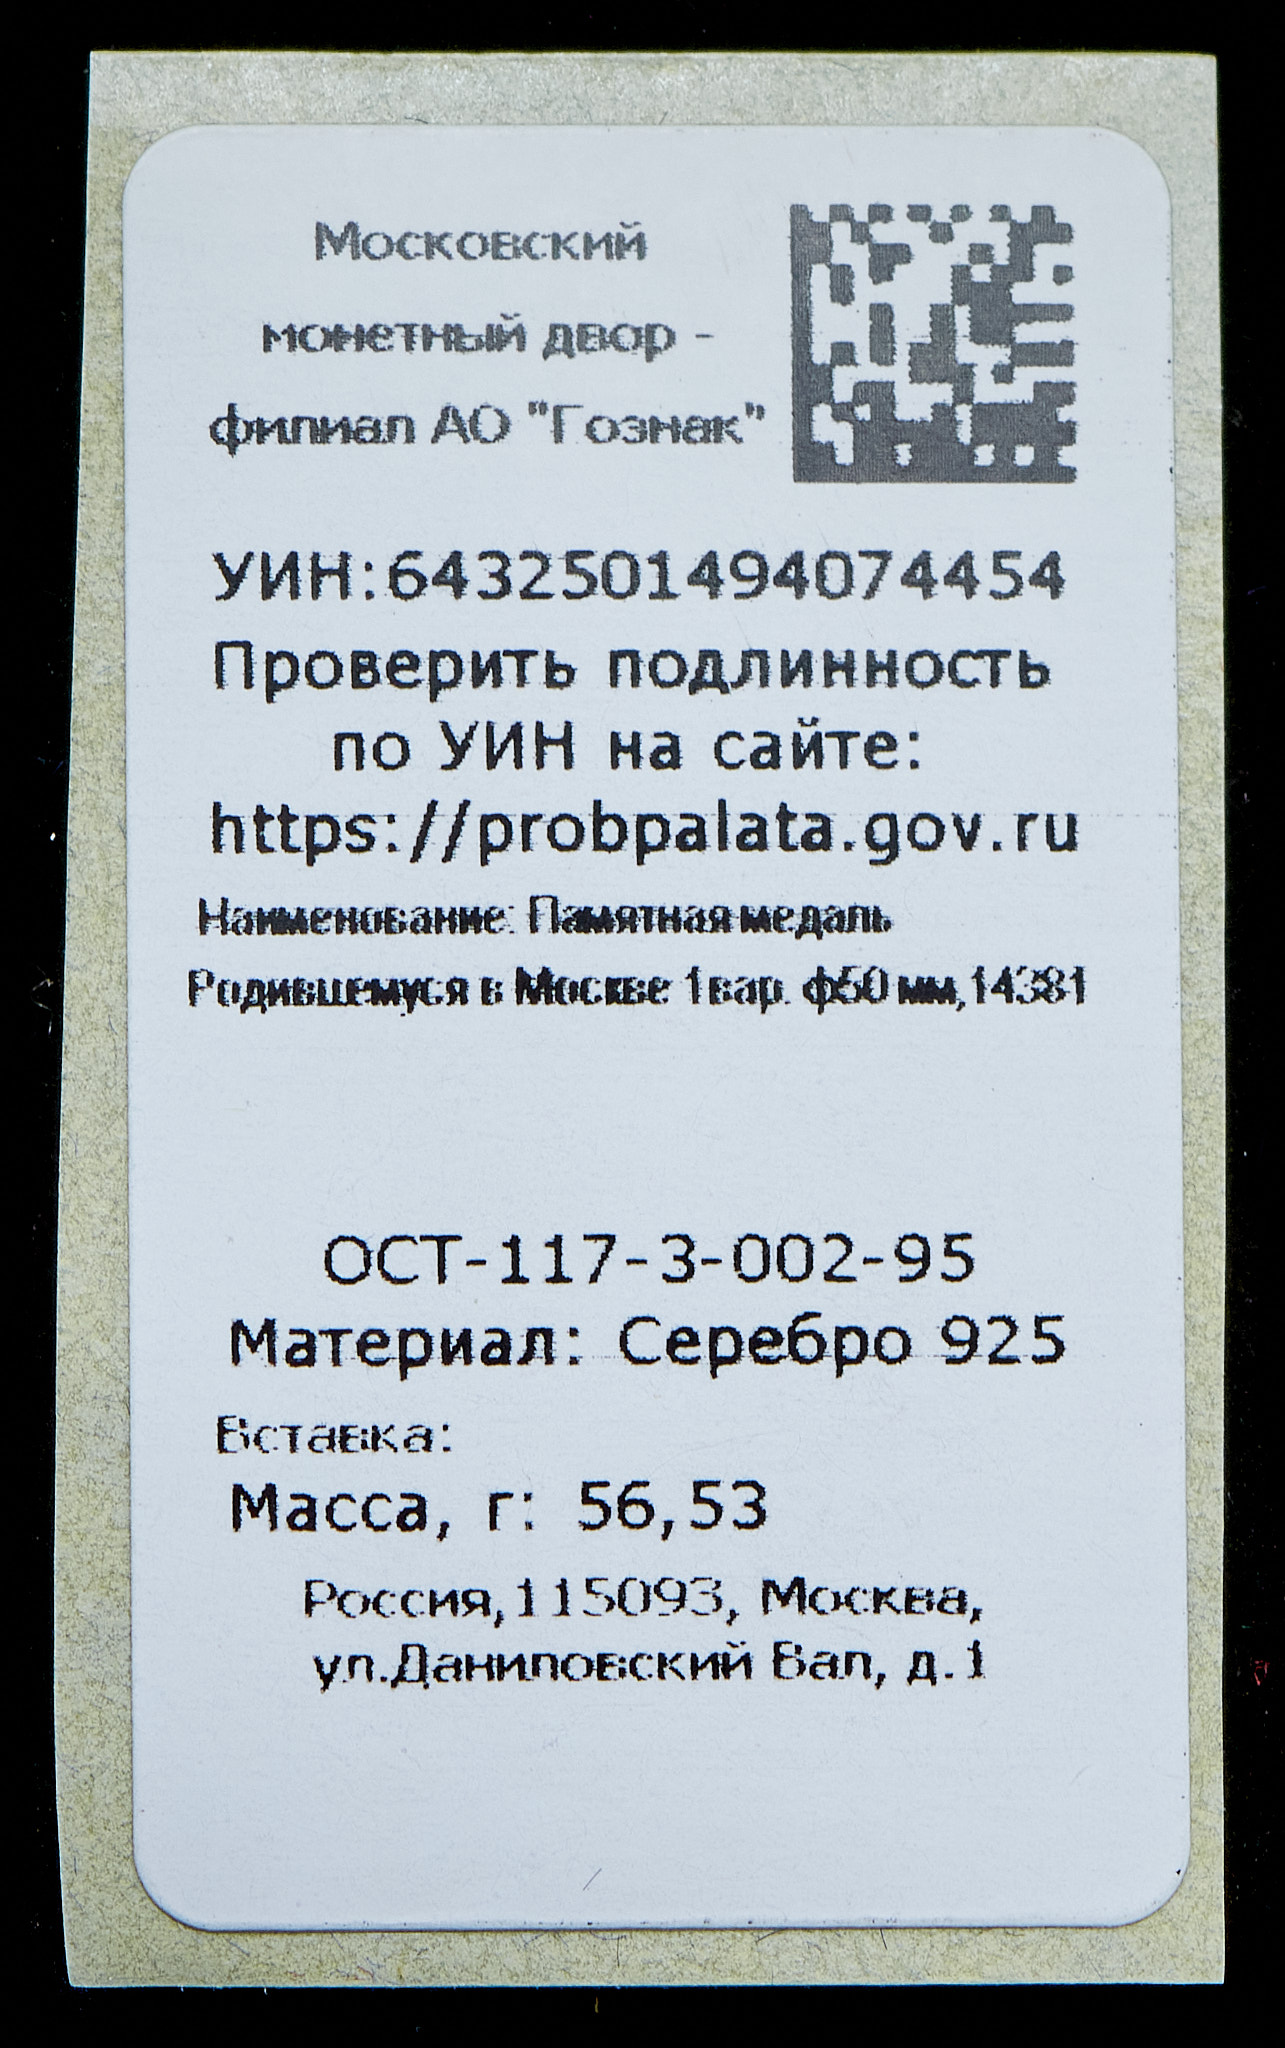 Московский
монетный двор -
филиал АО "Гознак"
УИН:6432501494074454
Проверить подлинность
по УИН на сайте:
https://probpalata.gov.ru
Наименование: Памятная медаль
Родившемуся в Москве 1вар. ф50 мм,14381
ОСТ-117-3-002-95
Материал: Серебро 925
Вставка:
Масса, г: 56,53
Россия,115093, Москва,
ул.Даниловский Вал, д.1